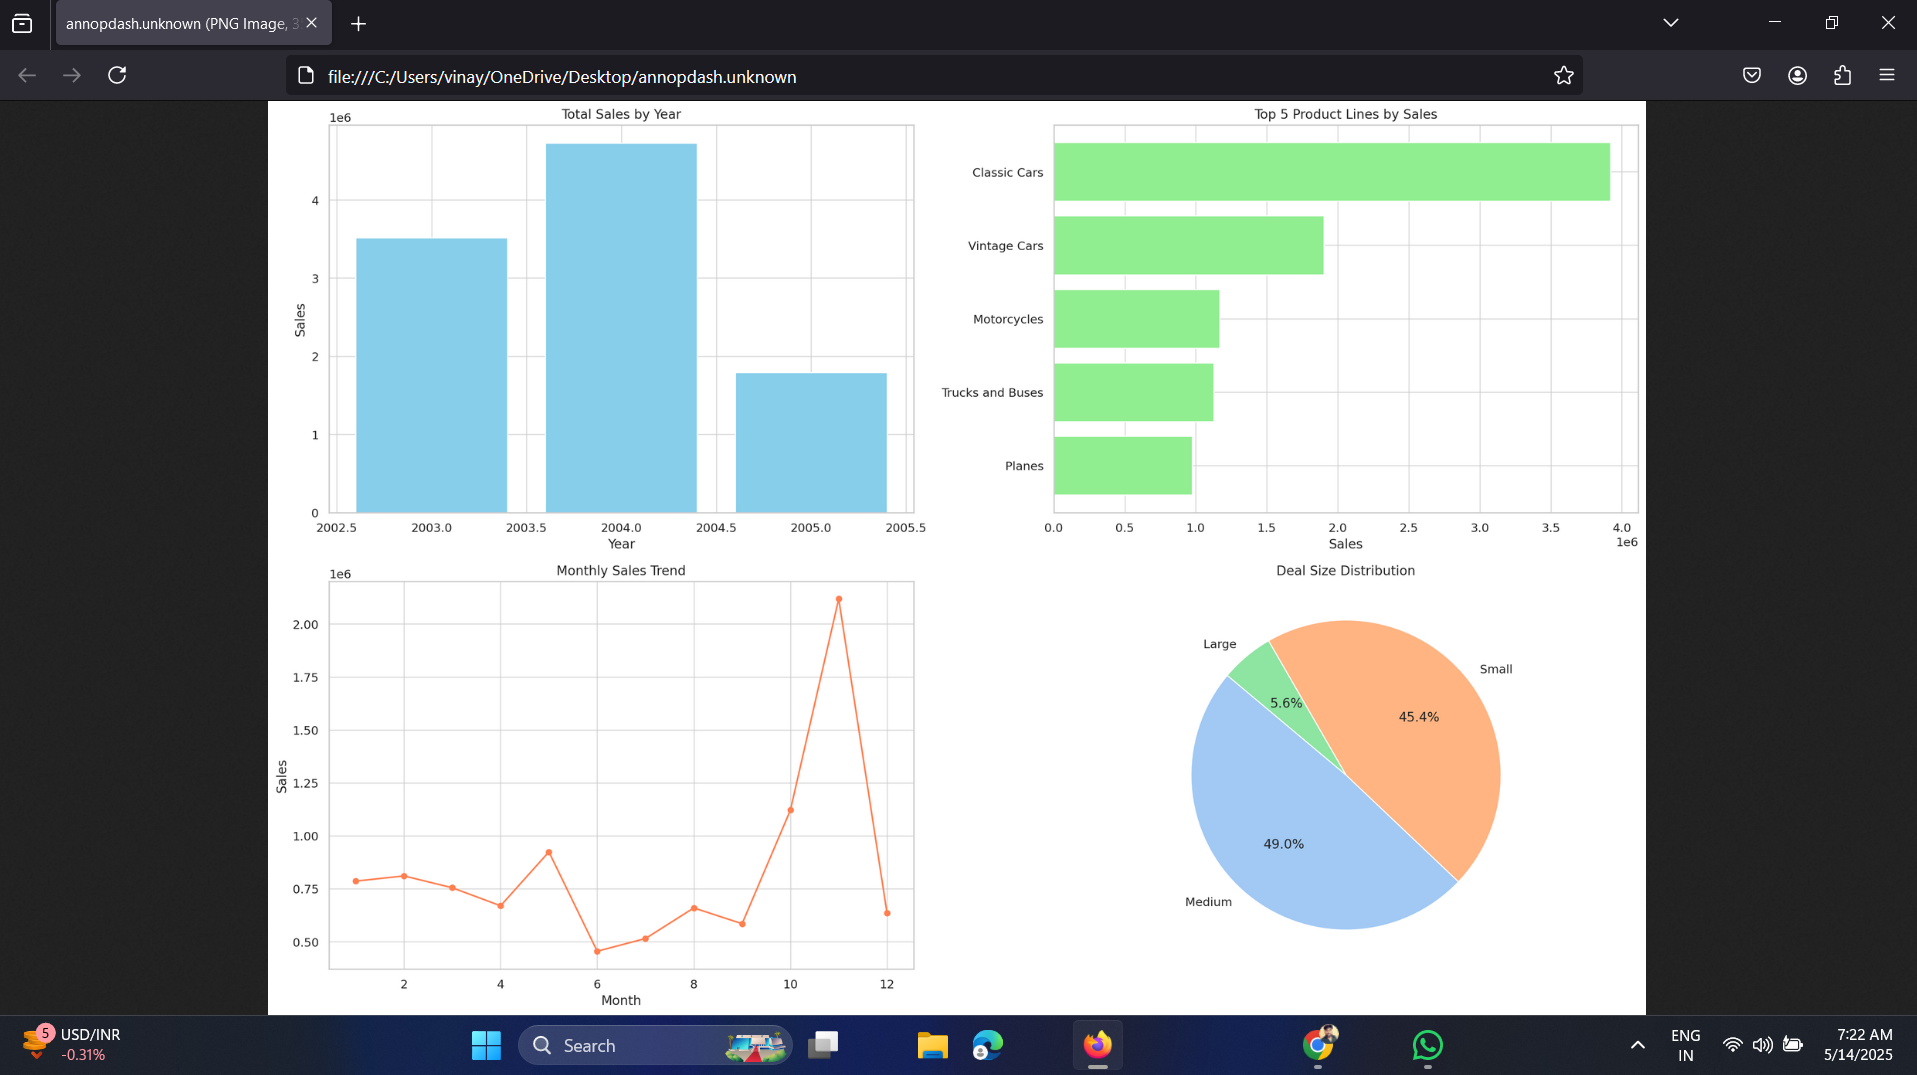 annopdash.unknown (PNG Image, 3
file:///C:/Users/vinay/OneDrive/Desktop/annopdash.unknown
Total Sales by Year
1e6
4
3
2
1
0
Sales
2002.5 2003.0 2003.5 2004.0 2004.5 2005.0 2005.5
Year
Top 5 Product Lines by Sales
Classic Cars
Vintage Cars
Motorcycles
Trucks and Buses
Planes
0.0 0.5 1.0 1.5 2.0 2.5 3.0 3.5 4.0
1e6
Sales
Monthly Sales Trend
1e6
2.00
1.75
1.50
1.25
1.00
0.75
0.50
Sales
2 4 6 8 10 12
Month
Deal Size Distribution
Large
Small
5.6%
45.4%
49.0%
Medium
5
USD/INR
-0.31%
Search
ENG
IN
7:22 AM
5/14/2025